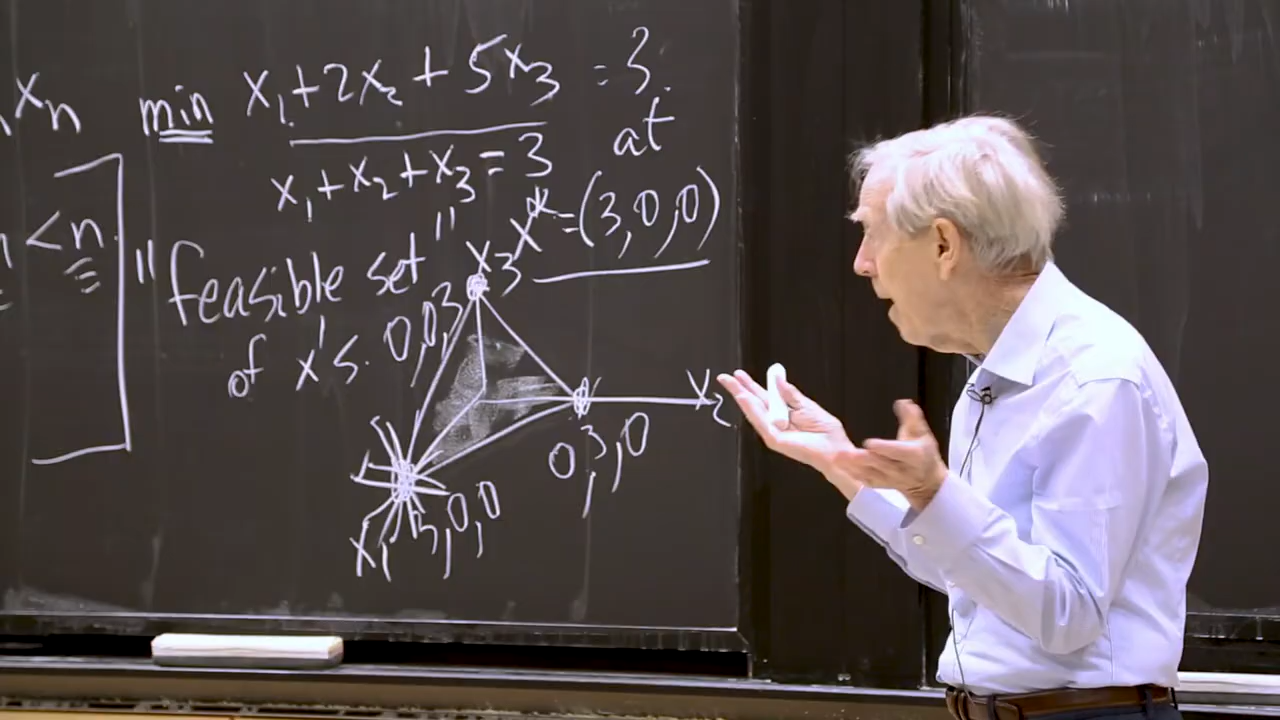 xₙ
min x₁+2x₂+5x₃ =3.
at
x₁+x₂+x₃=3
x*=(3,0,0)
<n
"feasible set"
of x's.
x₃
0,0,3
x₂
0,3,0
x₁
3,0,0